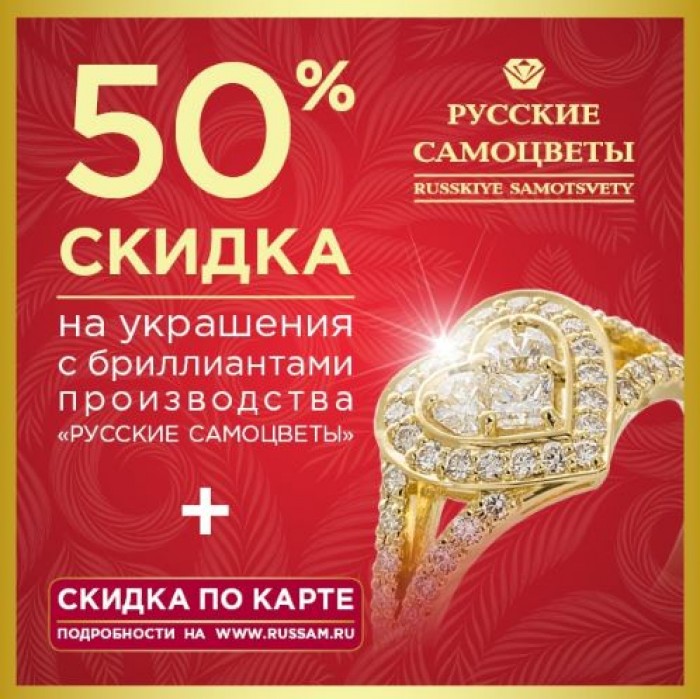 50%
СКИДКА
на украшения
с бриллиантами
производства
«РУССКИЕ САМОЦВЕТЫ»
+
СКИДКА ПО КАРТЕ
ПОДРОБНОСТИ НА WWW.RUSSAM.RU
РУССКИЕ
САМОЦВЕТЫ
RUSSKIYE SAMOTSVETY